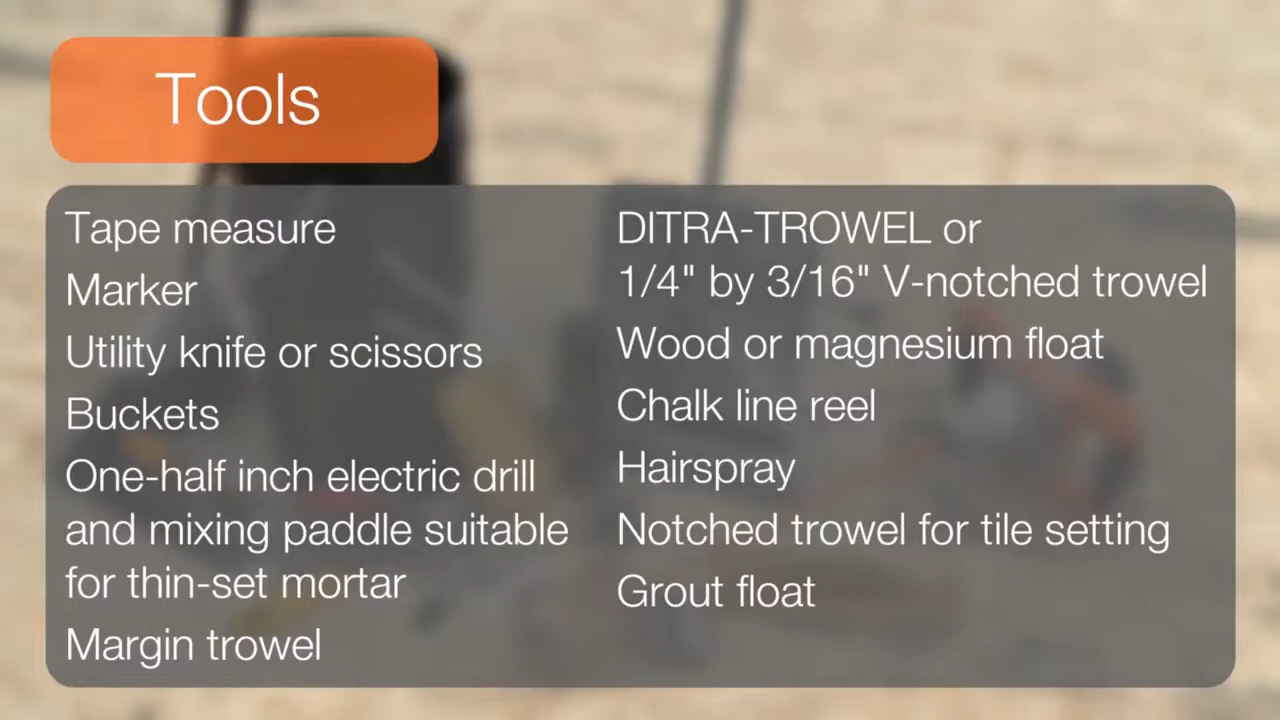 Tools
Tape measure
Marker
Utility knife or scissors
Buckets
One-half inch electric drill
and mixing paddle suitable
for thin-set mortar
Margin trowel
DITRA-TROWEL or
1/4" by 3/16" V-notched trowel
Wood or magnesium float
Chalk line reel
Hairspray
Notched trowel for tile setting
Grout float